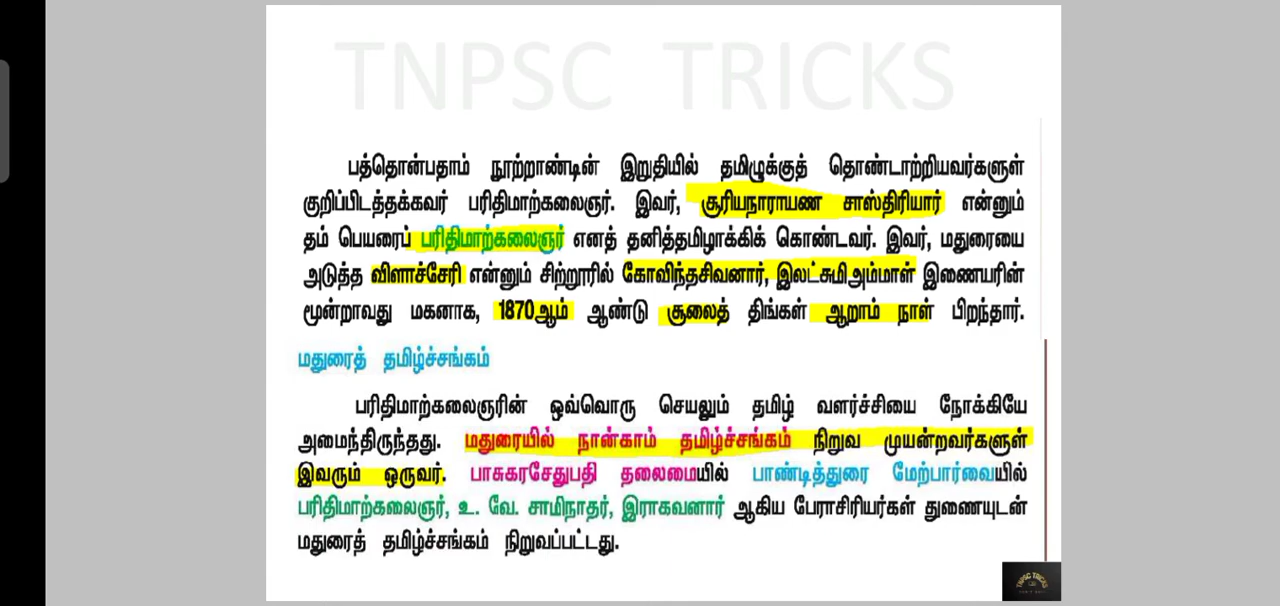 TNPSC TRICKS
பத்தொன்பதாம் நூற்றாண்டின் இறுதியில் தமிழுக்குத் தொண்டாற்றியவர்களுள்
குறிப்பிடத்தக்கவர் பரிதிமாற்கலைஞர். இவர், சூரியநாராயண சாஸ்திரியார் என்னும்
தம் பெயரைப் பரிதிமாற்கலைஞர் எனத் தனித்தமிழாக்கிக் கொண்டவர். இவர், மதுரையை
அடுத்த விளாச்சேரி என்னும் சிற்றூரில் கோவிந்தசிவனார், இலட்சுமிஅம்மாள் இணையரின்
மூன்றாவது மகனாக, 1870ஆம் ஆண்டு சூலைத் திங்கள் ஆறாம் நாள் பிறந்தார்.
மதுரைத் தமிழ்ச்சங்கம்
பரிதிமாற்கலைஞரின் ஒவ்வொரு செயலும் தமிழ் வளர்ச்சியை நோக்கியே
அமைந்திருந்தது. மதுரையில் நான்காம் தமிழ்ச்சங்கம் நிறுவ முயன்றவர்களுள்
இவரும் ஒருவர். பாசுகரசேதுபதி தலைமையில் பாண்டித்துரை மேற்பார்வையில்
பரிதிமாற்கலைஞர், உ. வே. சாமிநாதர், இராகவனார் ஆகிய பேராசிரியர்கள் துணையுடன்
மதுரைத் தமிழ்ச்சங்கம் நிறுவப்பட்டது.
TNPSC TRICKS